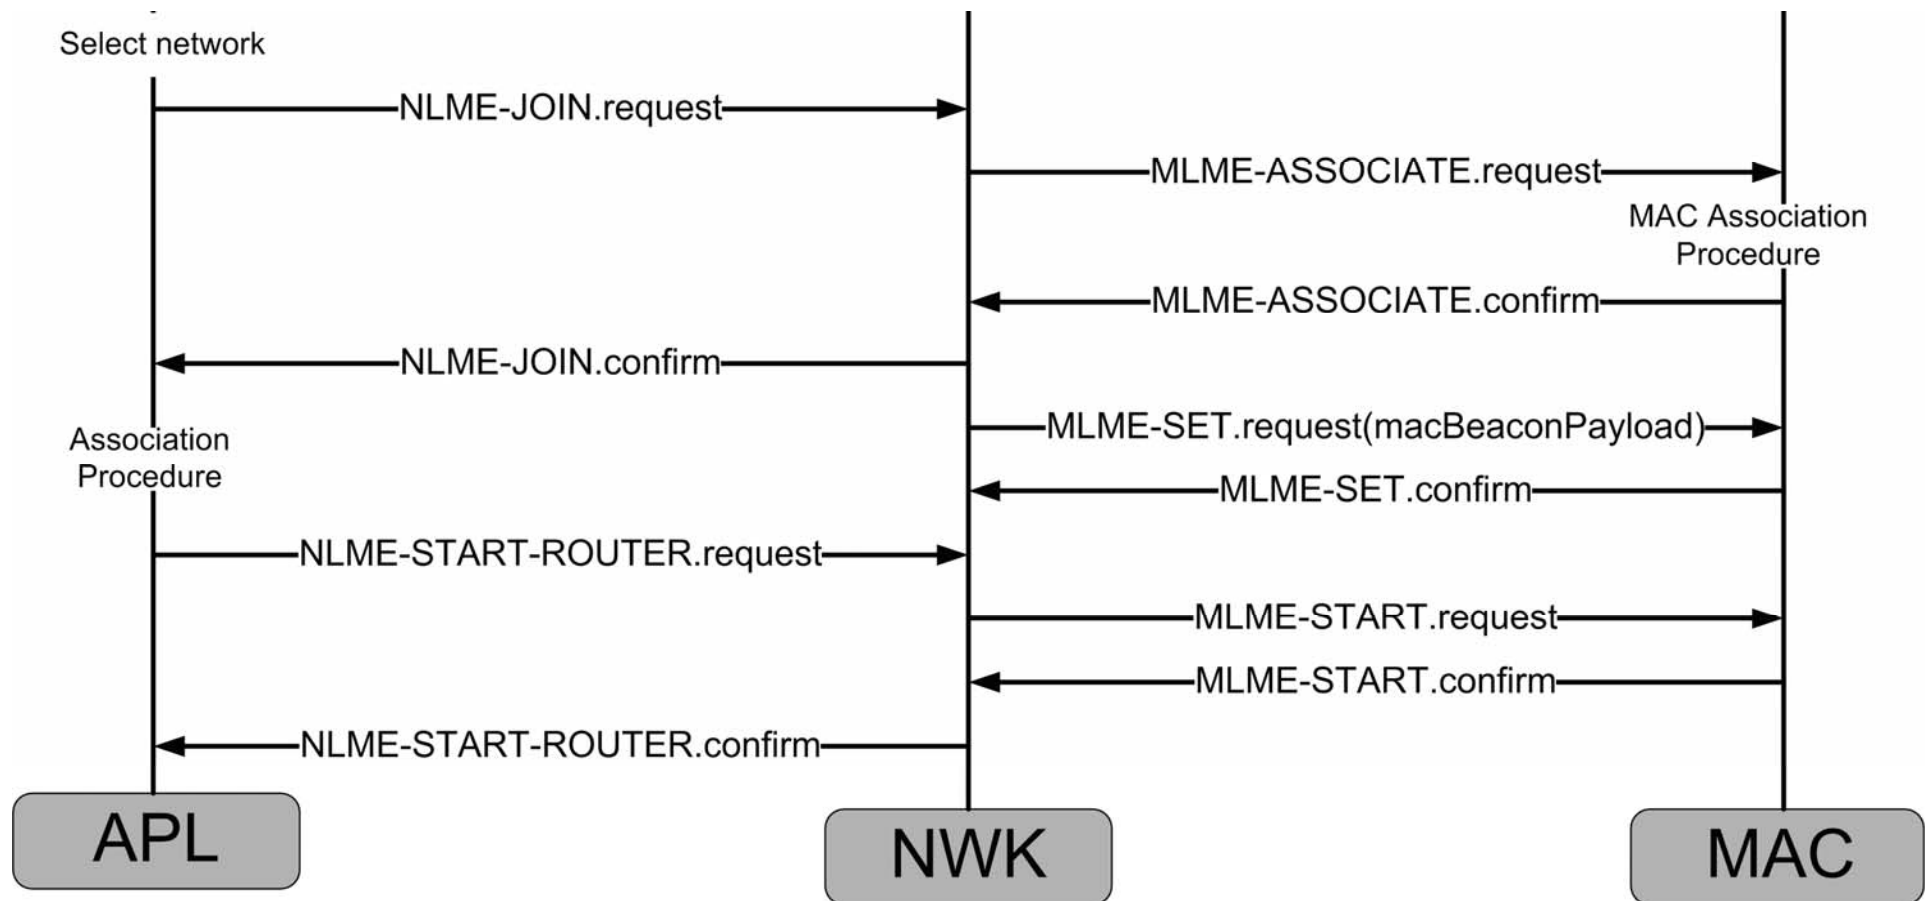 Select network
NLME-JOIN.request
MLME-ASSOCIATE.request
MAC Association
Procedure
MLME-ASSOCIATE.confirm
NLME-JOIN.confirm
MLME-SET.request(macBeaconPayload)
Association
Procedure
MLME-SET.confirm
NLME-START-ROUTER.request
MLME-START.request
MLME-START.confirm
NLME-START-ROUTER.confirm
APL
NWK
MAC